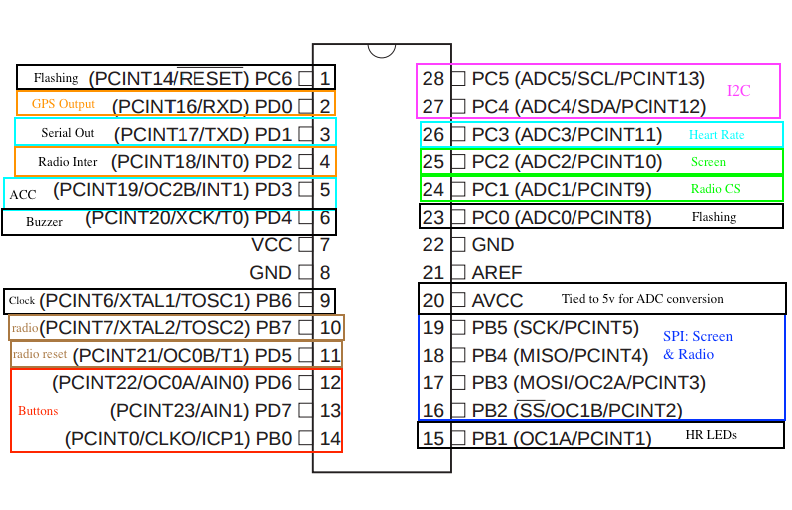 Flashing (PCINT14/RESET) PC6 1
GPS Output (PCINT16/RXD) PD0 2
Serial Out (PCINT17/TXD) PD1 3
Radio Inter (PCINT18/INT0) PD2 4
ACC (PCINT19/OC2B/INT1) PD3 5
Buzzer (PCINT20/XCK/T0) PD4 6
VCC 7
GND 8
Clock (PCINT6/XTAL1/TOSC1) PB6 9
radio (PCINT7/XTAL2/TOSC2) PB7 10
radio reset (PCINT21/OC0B/T1) PD5 11
(PCINT22/OC0A/AIN0) PD6 12
Buttons (PCINT23/AIN1) PD7 13
(PCINT0/CLKO/ICP1) PB0 14
28 PC5 (ADC5/SCL/PCINT13)
I2C
27 PC4 (ADC4/SDA/PCINT12)
26 PC3 (ADC3/PCINT11) Heart Rate
25 PC2 (ADC2/PCINT10) Screen
24 PC1 (ADC1/PCINT9) Radio CS
23 PC0 (ADC0/PCINT8) Flashing
22 GND
21 AREF
20 AVCC Tied to 5v for ADC conversion
19 PB5 (SCK/PCINT5) SPI: Screen
18 PB4 (MISO/PCINT4) & Radio
17 PB3 (MOSI/OC2A/PCINT3)
16 PB2 (SS/OC1B/PCINT2)
15 PB1 (OC1A/PCINT1) HR LEDs